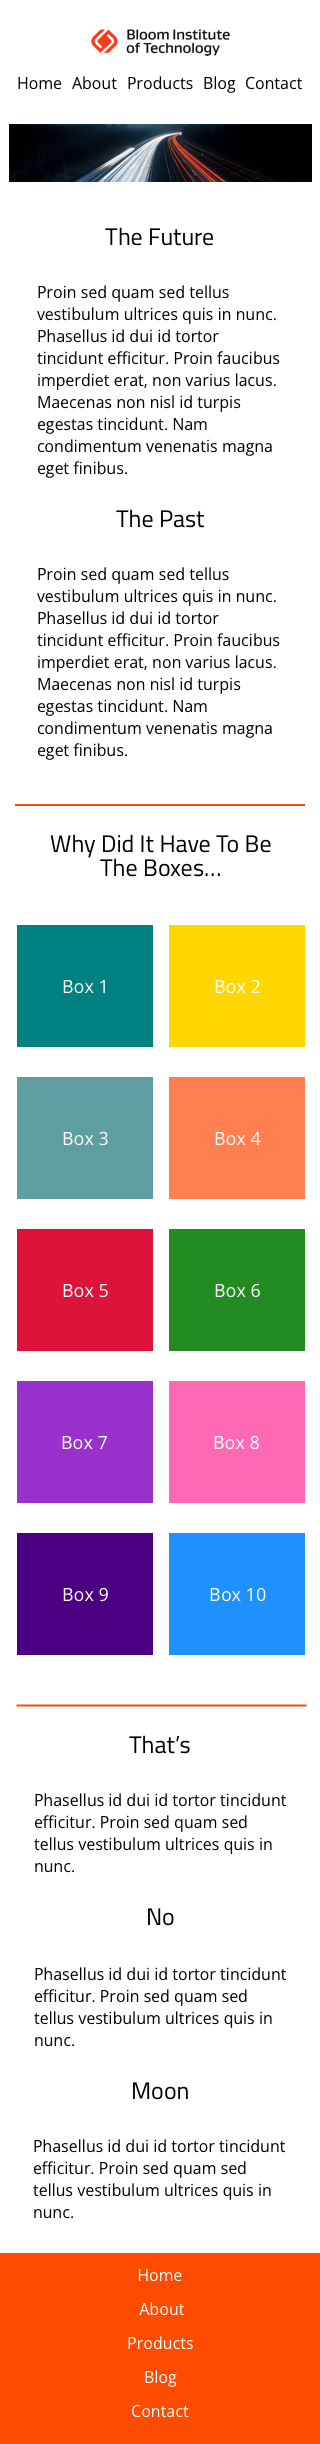 Bloom Institute
of Technology
Home About Products Blog Contact
The Future
Proin sed quam sed tellus
vestibulum ultrices quis in nunc.
Phasellus id dui id tortor
tincidunt efficitur. Proin faucibus
imperdiet erat, non varius lacus.
Maecenas non nisl id turpis
egestas tincidunt. Nam
condimentum venenatis magna
eget finibus.
The Past
Proin sed quam sed tellus
vestibulum ultrices quis in nunc.
Phasellus id dui id tortor
tincidunt efficitur. Proin faucibus
imperdiet erat, non varius lacus.
Maecenas non nisl id turpis
egestas tincidunt. Nam
condimentum venenatis magna
eget finibus.
Why Did It Have To Be
The Boxes...
Box 1
Box 2
Box 3
Box 4
Box 5
Box 6
Box 7
Box 8
Box 9
Box 10
That's
Phasellus id dui id tortor tincidunt
efficitur. Proin sed quam sed
tellus vestibulum ultrices quis in
nunc.
No
Phasellus id dui id tortor tincidunt
efficitur. Proin sed quam sed
tellus vestibulum ultrices quis in
nunc.
Moon
Phasellus id dui id tortor tincidunt
efficitur. Proin sed quam sed
tellus vestibulum ultrices quis in
nunc.
Home
About
Products
Blog
Contact